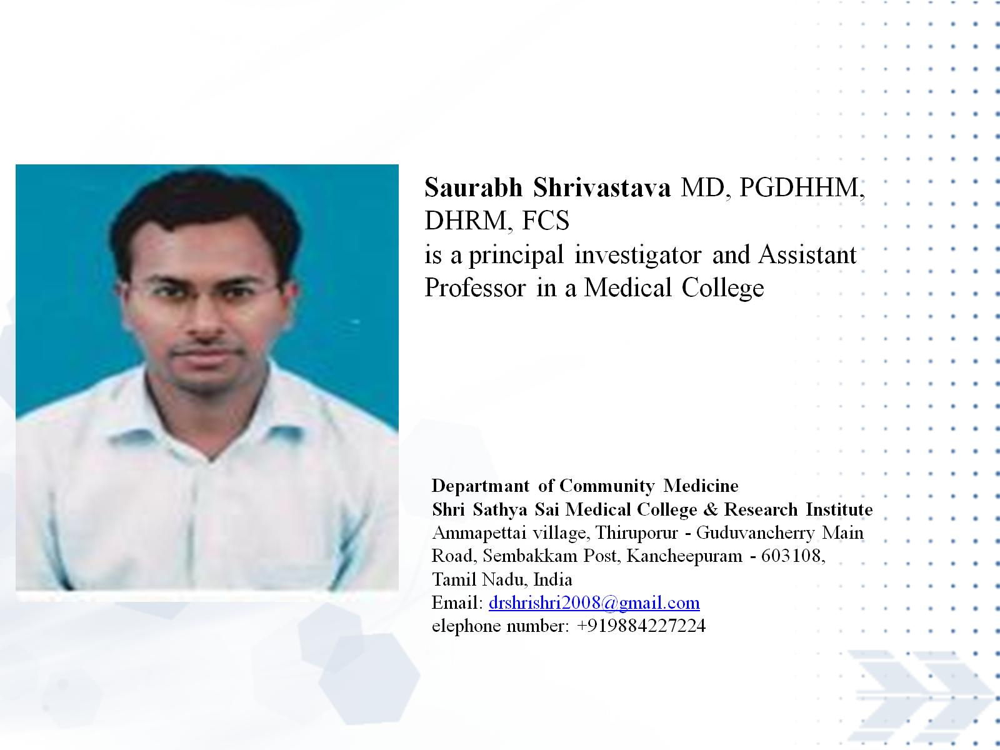 Saurabh Shrivastava MD, PGDHHM,
DHRM, FCS
is a principal investigator and Assistant
Professor in a Medical College
Departmant of Community Medicine
Shri Sathya Sai Medical College & Research Institute
Ammapettai village, Thiruporur - Guduvancherry Main
Road, Sembakkam Post, Kancheepuram - 603108,
Tamil Nadu, India
Email: drshrishri2008@gmail.com
elephone number: +919884227224